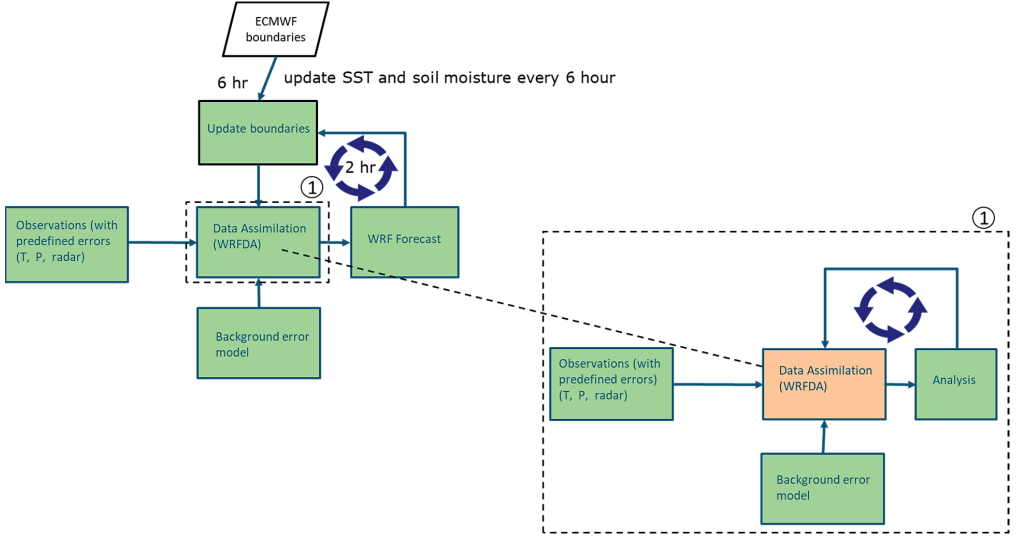 ECMWF
boundaries
6 hr
update SST and soil moisture every 6 hour
Update boundaries
2 hr
①
Observations (with
predefined errors
(T, P, radar)
Data Assimilation
(WRFDA)
WRF Forecast
Background error
model
①
Observations (with
predefined errors)
(T, P, radar)
Data Assimilation
(WRFDA)
Analysis
Background error
model